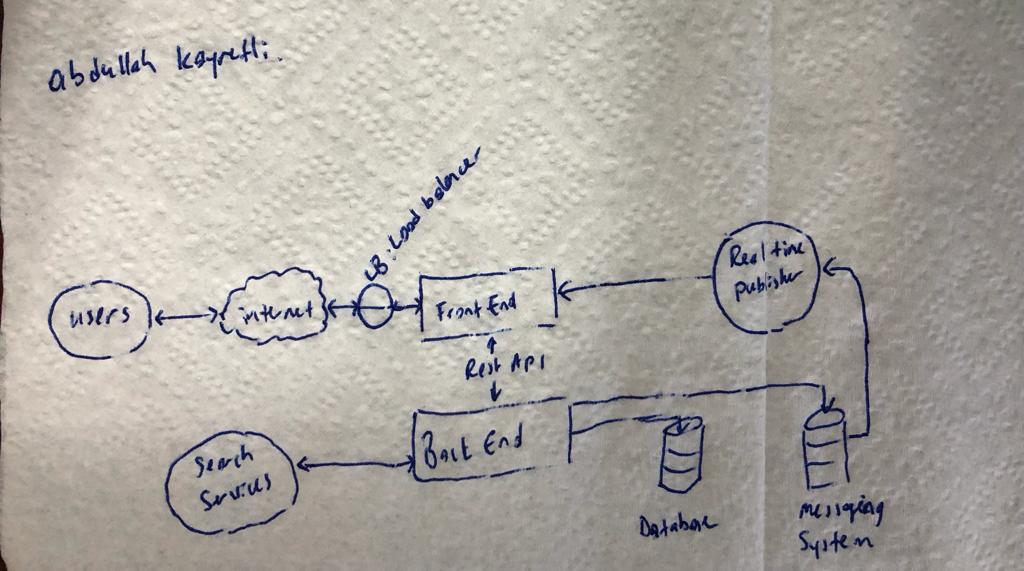 abdullah kayretli.
LB: Load balancer
users
internet
Front End
Real time
Publisher
Rest API
Back End
Search
Services
Database
Messaging
System